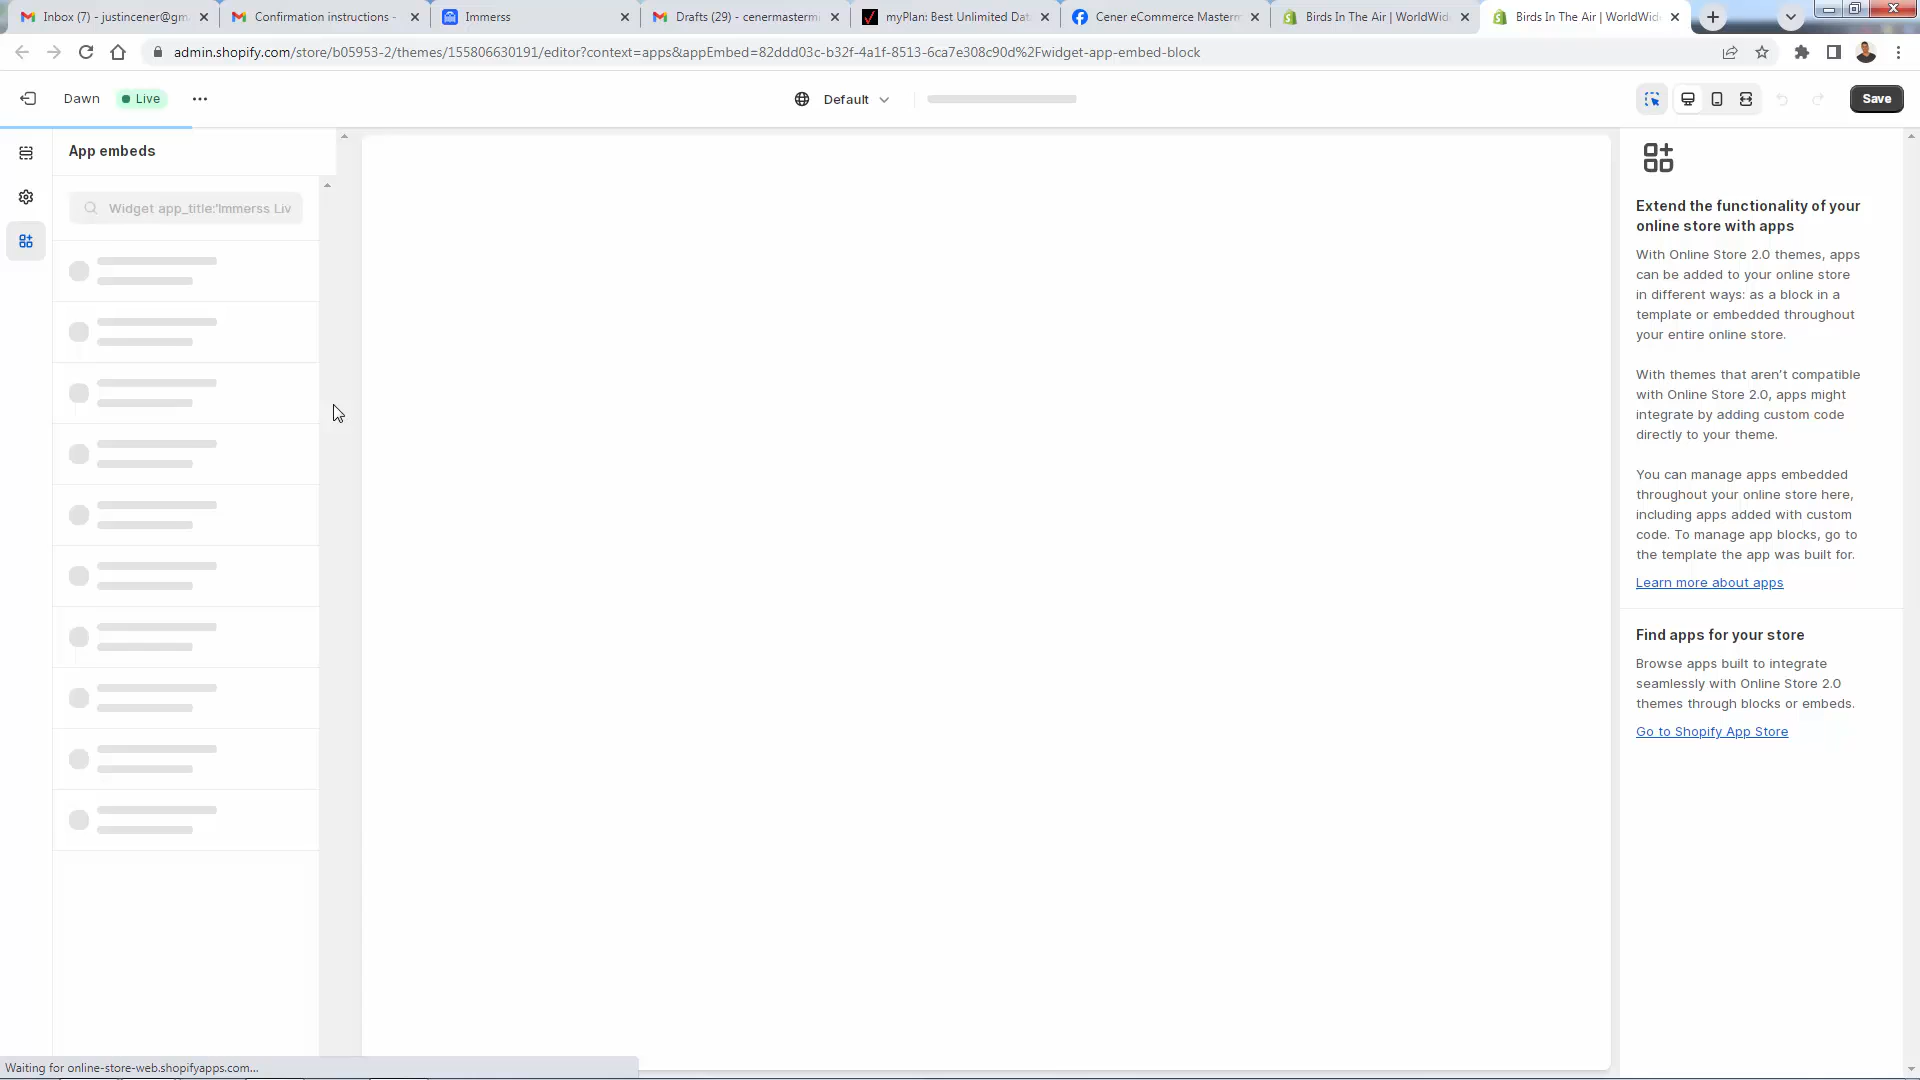 Inbox (7) - justincener@gm
Confirmation instructions -
Immerss
Drafts (29) - cenermasterm
myPlan: Best Unlimited Dat
Cener eCommerce Masterm
Birds In The Air | WorldWid
Birds In The Air | WorldWid
admin.shopify.com/store/b05953-2/themes/155806630191/editor?context=apps&appEmbed=82ddd03c-b32f-4a1f-8513-6ca7e308c90d%2Fwidget-app-embed-block
Dawn
Live
Default
Save
App embeds
Widget app_title:'Immerss Liv
Extend the functionality of your
online store with apps
With Online Store 2.0 themes, apps
can be added to your online store
in different ways: as a block in a
template or embedded throughout
your entire online store.
With themes that aren't compatible
with Online Store 2.0, apps might
integrate by adding custom code
directly to your theme.
You can manage apps embedded
throughout your online store here,
including apps added with custom
code. To manage app blocks, go to
the template the app was built for.
Learn more about apps
Find apps for your store
Browse apps built to integrate
seamlessly with Online Store 2.0
themes through blocks or embeds.
Go to Shopify App Store
Waiting for online-store-web.shopifyapps.com...